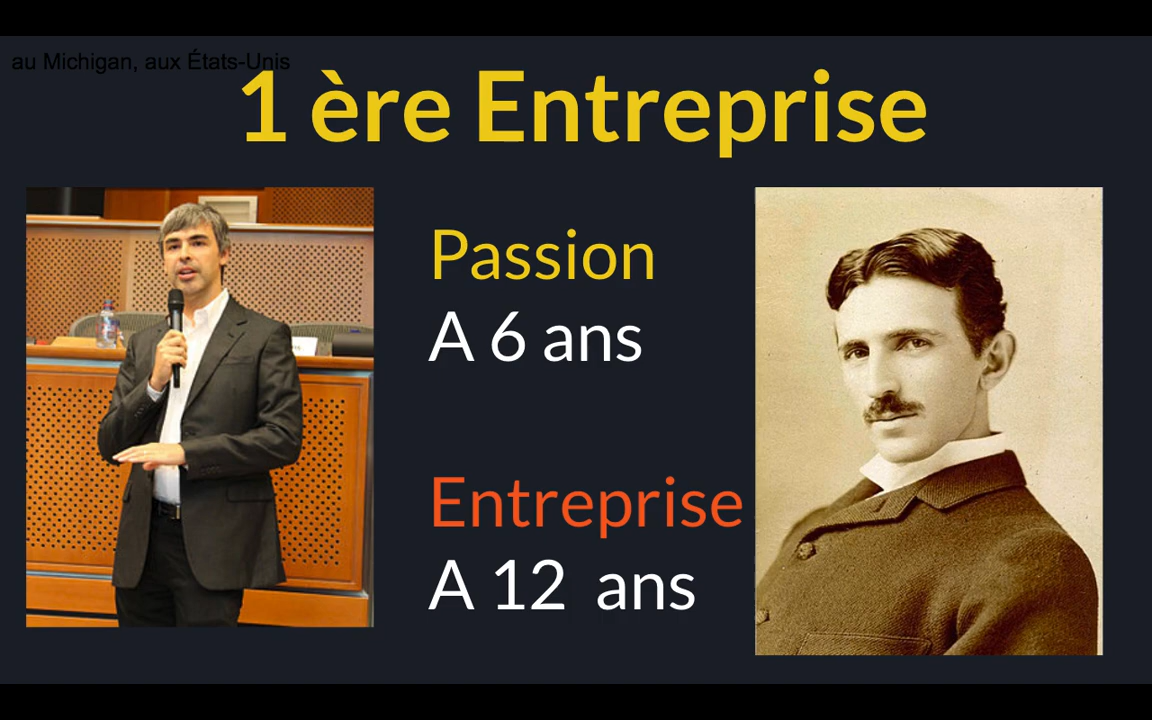 au Michigan, aux États-Unis
1 ère Entreprise
Passion
A 6 ans
Entreprise
A 12 ans